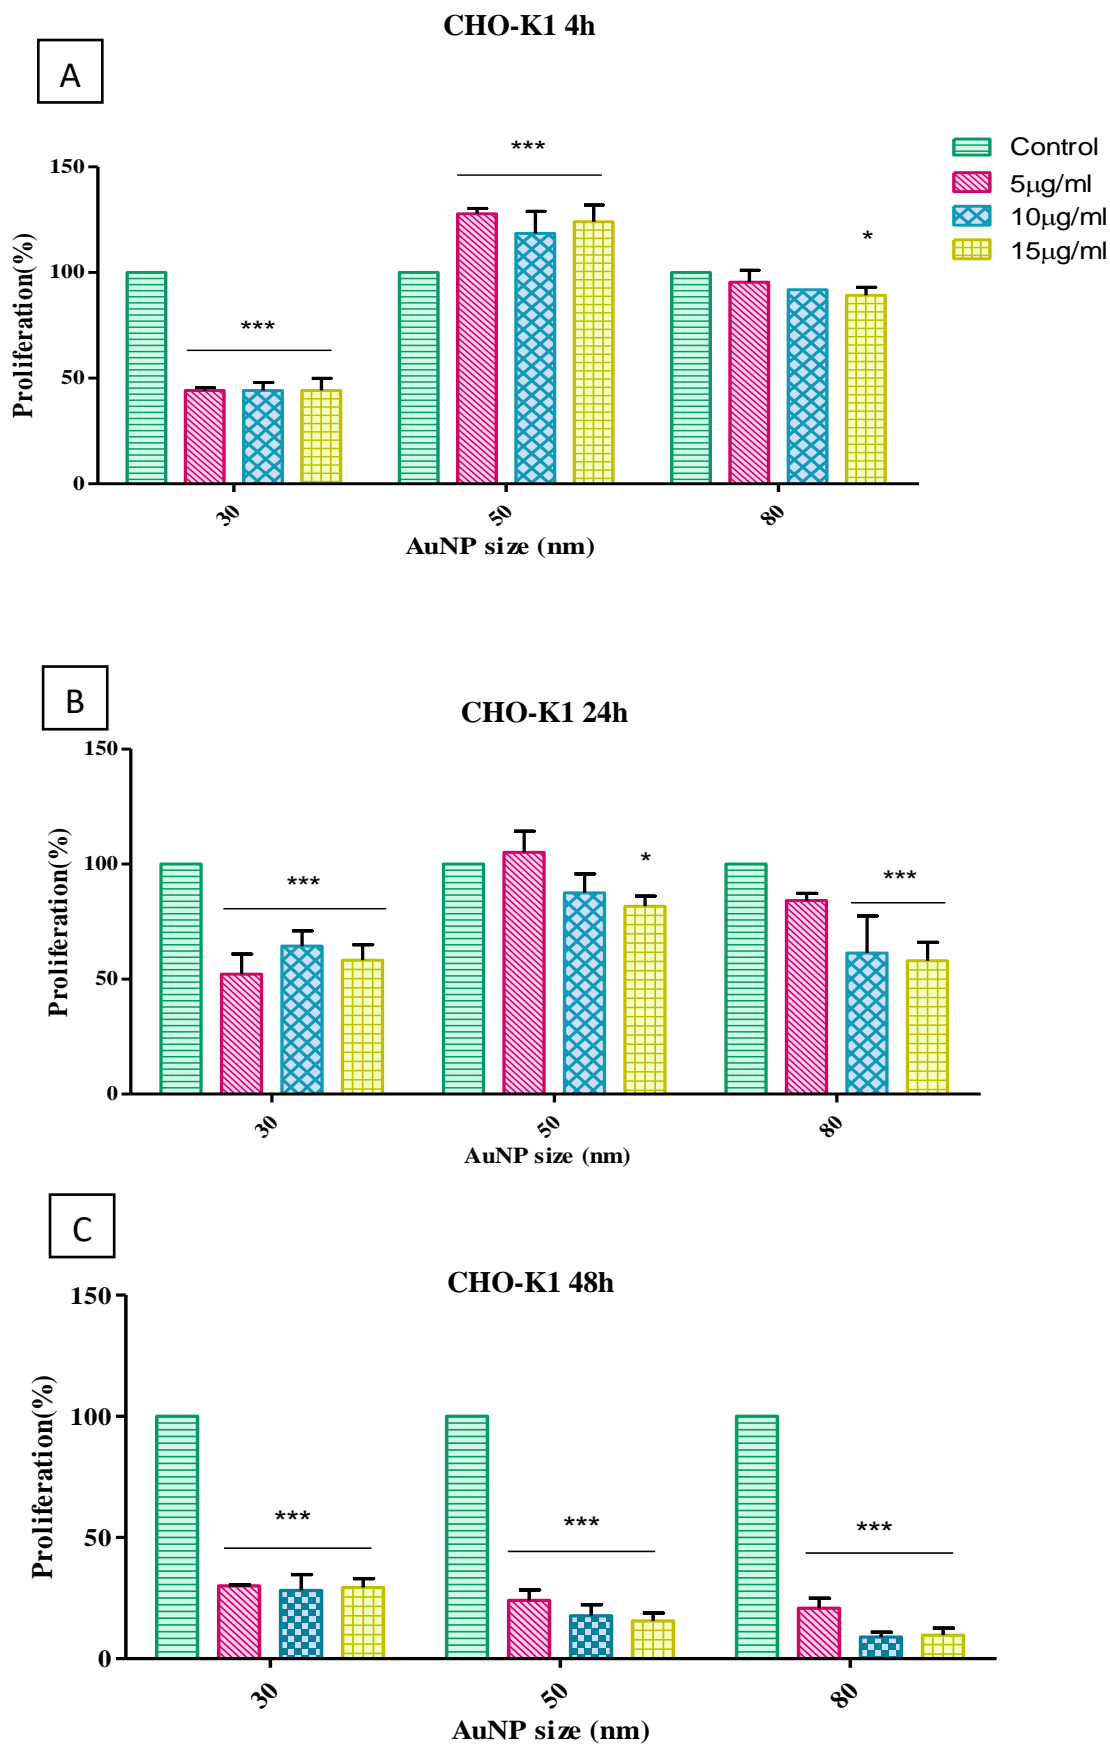 CHO-K1 4h
A
Control
5µg/ml
10µg/ml
15µg/ml
Proliferation(%)
150
100
50
0
***
***
*
30
50
80
AuNP size (nm)
B
CHO-K1 24h
Proliferation(%)
150
100
50
0
***
*
***
30
50
80
AuNP size (nm)
C
CHO-K1 48h
Proliferation(%)
150
100
50
0
***
***
***
30
50
80
AuNP size (nm)